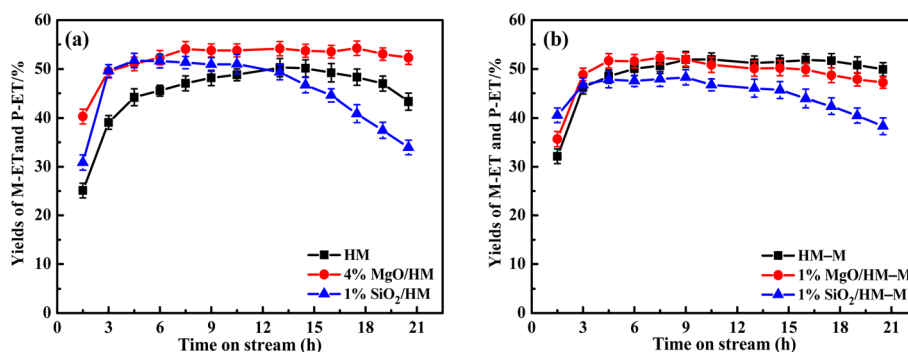 Yields of M-ET and P-ET/%
60
50
40
30
20
10
0
(a)
HM
4% MgO/HM
1% SiO₂/HM
0 3 6 9 12 15 18 21
Time on stream (h)
Yields of M-ET and P-ET/%
60
50
40
30
20
10
0
(b)
HM–M
1% MgO/HM–M
1% SiO₂/HM–M
0 3 6 9 12 15 18 21
Time on stream (h)